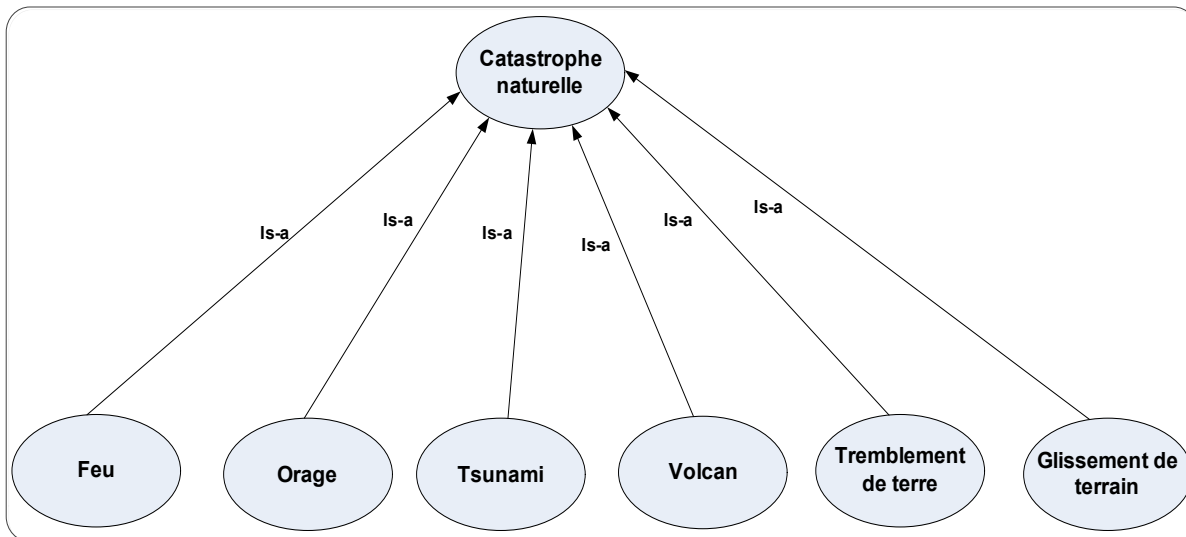 Catastrophe
naturelle
Is-a
Is-a
Is-a
Is-a
Is-a
Is-a
Feu
Orage
Tsunami
Volcan
Tremblement
de terre
Glissement de
terrain